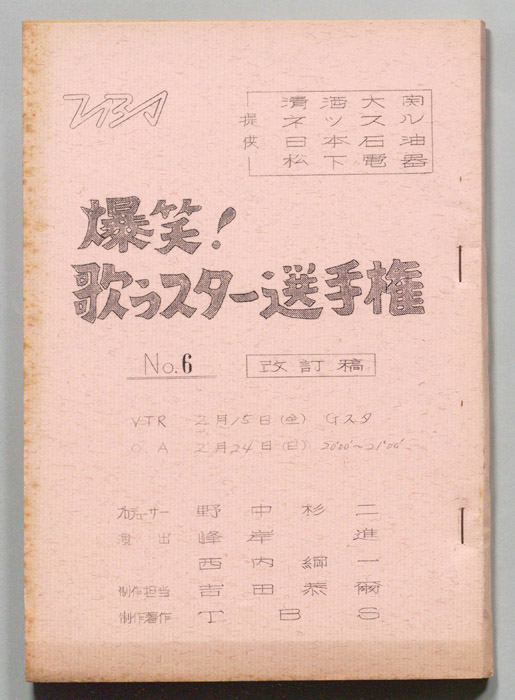 TBS
提供
清酒大関
ネッスル
日本石油
松下電器
爆笑!
歌うスター選手権
No.6 改訂稿
VTR 2月15日(金) Gスタ
OA 2月24日(日) 20'00'~21'00'
プロデューサー 野中杉二
演出 峰岸進
西内綱一
制作担当 吉田恭爾
制作著作 TBS